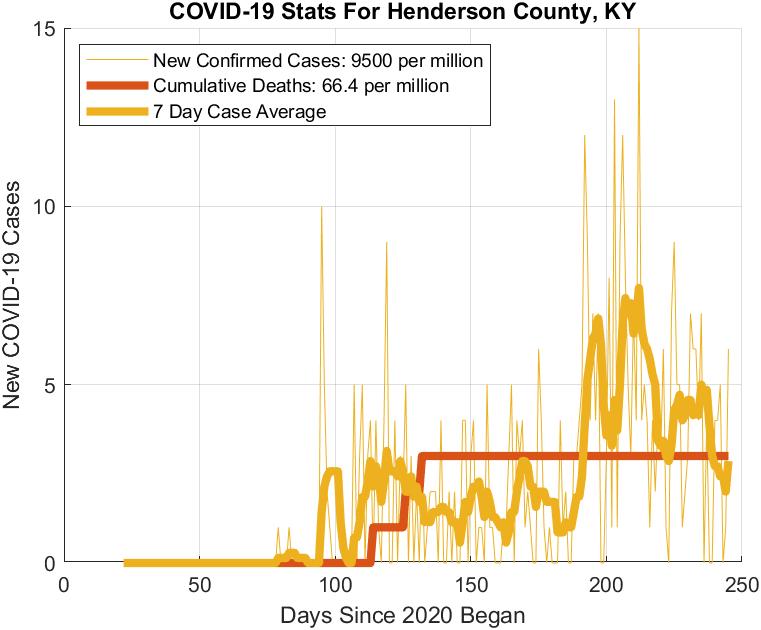 COVID-19 Stats For Henderson County, KY
New Confirmed Cases: 9500 per million
Cumulative Deaths: 66.4 per million
7 Day Case Average
New COVID-19 Cases
15
10
5
0
0 50 100 150 200 250
Days Since 2020 Began